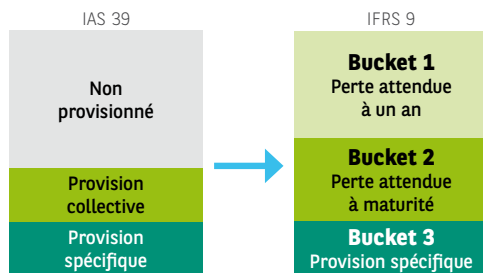 IAS 39
Non
provisionné
Provision
collective
Provision
spécifique
IFRS 9
Bucket 1
Perte attendue
à un an
Bucket 2
Perte attendue
à maturité
Bucket 3
Provision spécifique